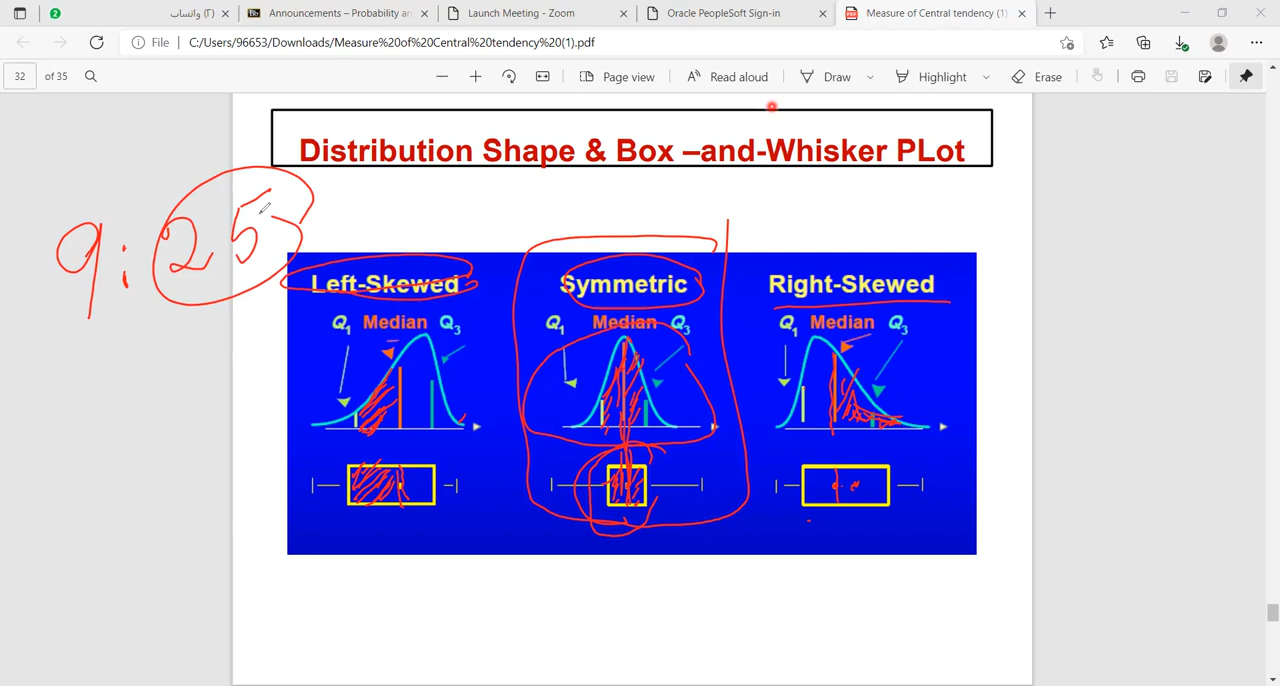 2 واتساب (٢) Announcements – Probability an Launch Meeting - Zoom Oracle PeopleSoft Sign-in Measure of Central tendency (1).
File C:/Users/96653/Downloads/Measure%20of%20Central%20tendency%20(1).pdf
32 of 35 Page view Read aloud Draw Highlight Erase
Distribution Shape & Box –and-Whisker PLot
9:25
Left-Skewed Symmetric Right-Skewed
Q1 Median Q3 Q1 Median Q3 Q1 Median Q3